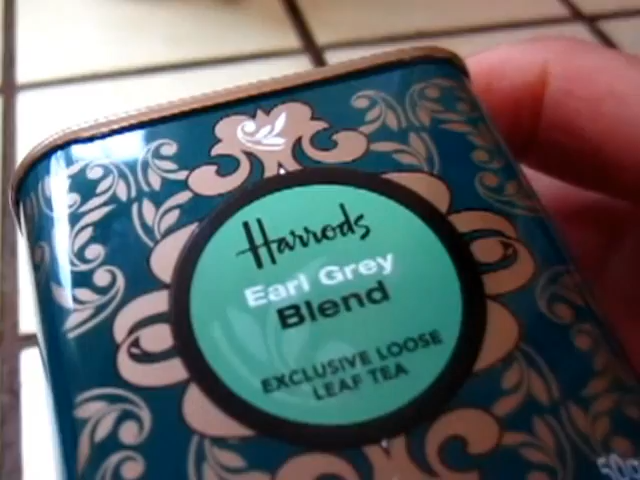 Harrods
Earl Grey
Blend
EXCLUSIVE LOOSE
LEAF TEA